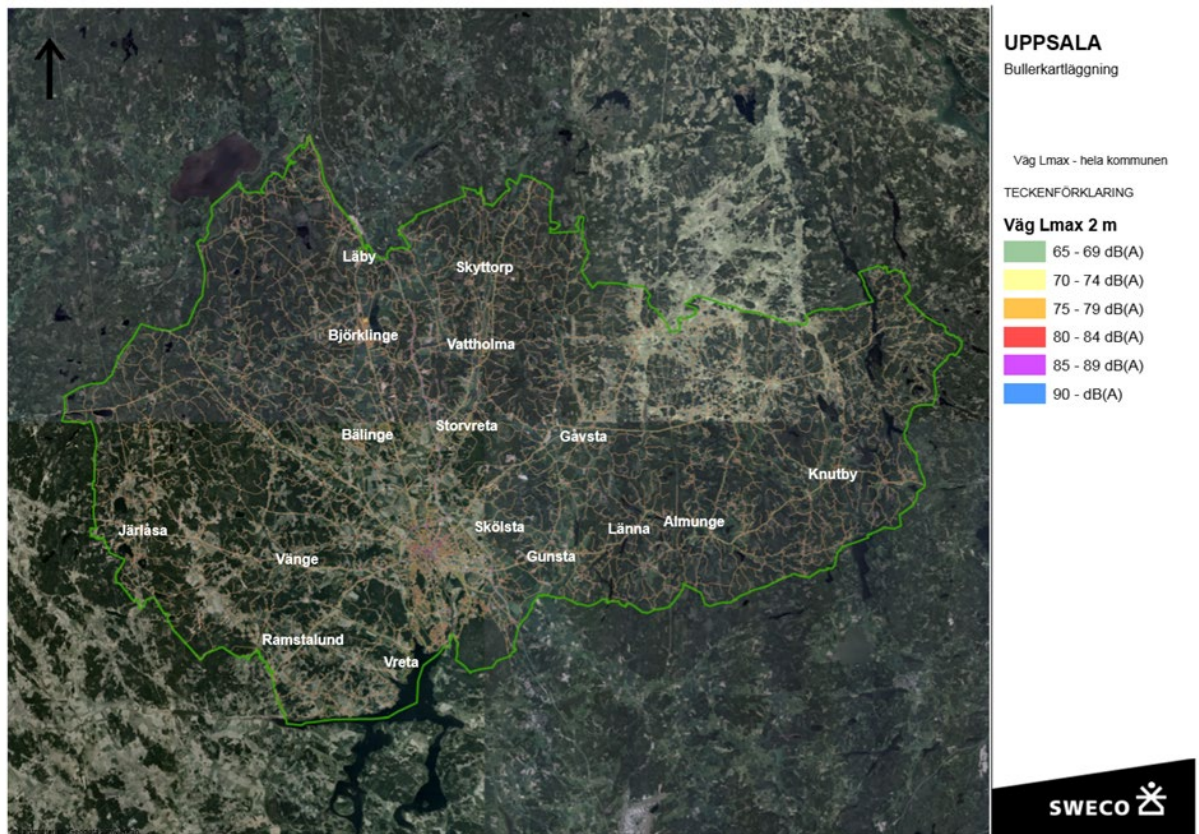 UPPSALA
Bullerkartläggning
Väg Lmax - hela kommunen
TECKENFÖRKLARING
Väg Lmax 2 m
65 - 69 dB(A)
70 - 74 dB(A)
75 - 79 dB(A)
80 - 84 dB(A)
85 - 89 dB(A)
90 - dB(A)
Läby
Skyttorp
Björklinge
Vattholma
Storvreta
Bälinge
Gåvsta
Knutby
Järlåsa
Skölsta
Länna
Almunge
Vänge
Gunsta
Ramstalund
Vreta
SWECO